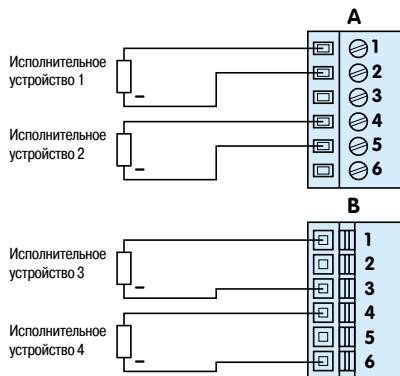 A
Исполнительное
устройство 1
–
1
2
3
Исполнительное
устройство 2
–
4
5
6
B
Исполнительное
устройство 3
–
1
2
3
Исполнительное
устройство 4
–
4
5
6